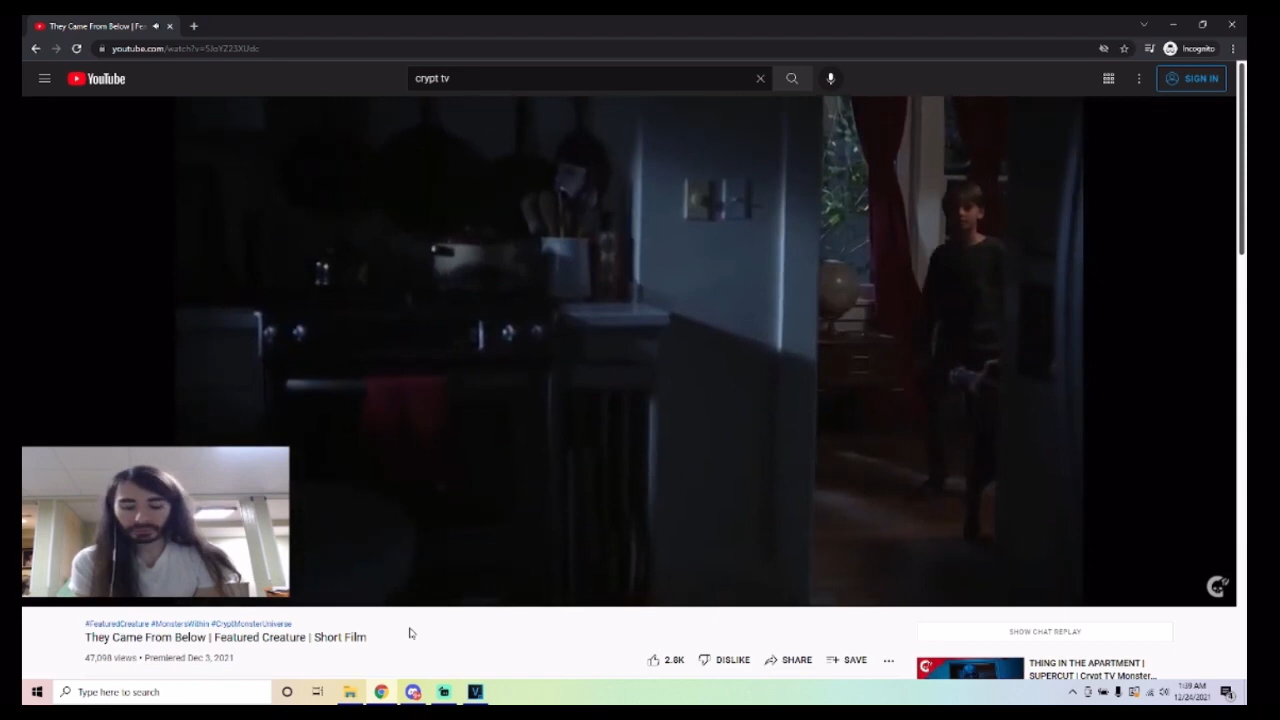 They Came From Below | Fea
youtube.com/watch?v=
Incognito
YouTube
crypt tv
SIGN IN
#FeaturedCreature #MonstersWithin #CryptMonsterUniverse
They Came From Below | Featured Creature | Short Film
47,098 views • Premiered Dec 3, 2021
2.8K
DISLIKE
SHARE
SAVE
SHOW CHAT REPLAY
THING IN THE APARTMENT |
SUPERCUT | Crypt TV Monster...
Type here to search
1:39 AM
12/24/2021